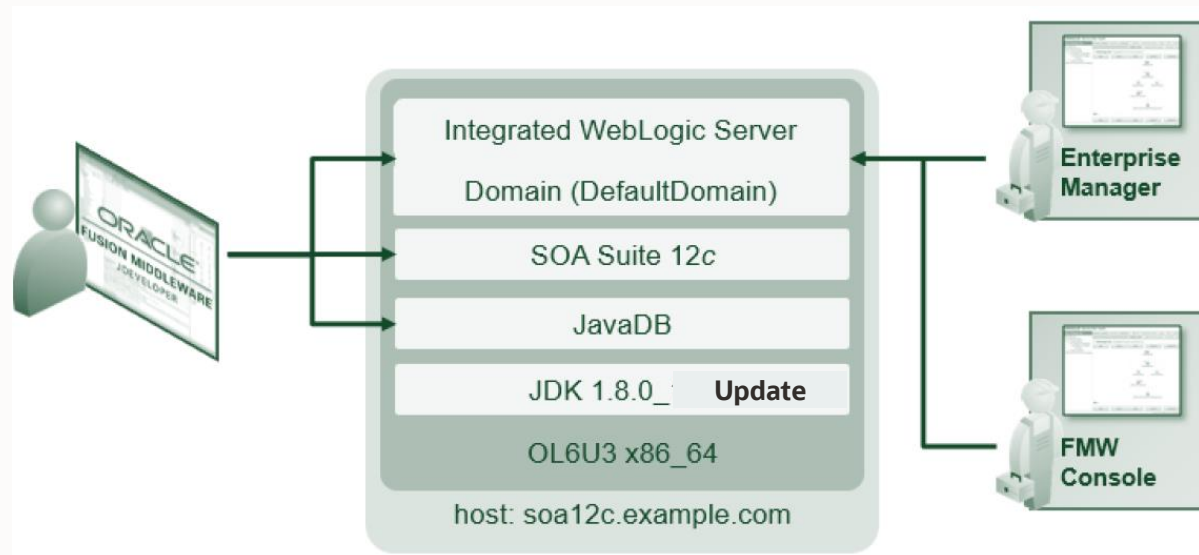 ORACLE
FUSION MIDDLEWARE
JDEVELOPER
Integrated WebLogic Server
Domain (DefaultDomain)
SOA Suite 12c
JavaDB
JDK 1.8.0_
Update
OL6U3 x86_64
host: soa12c.example.com
Enterprise
Manager
FMW
Console